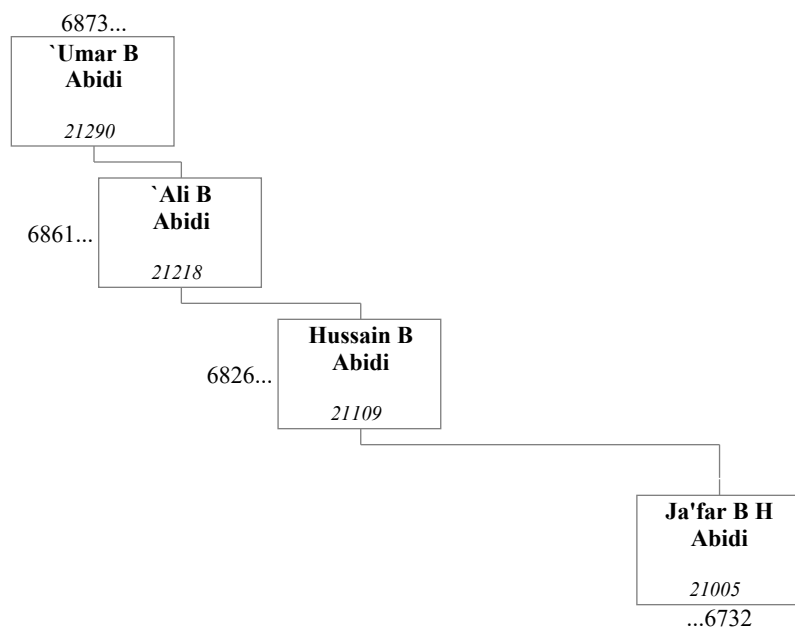 6873...
`Umar B
Abidi
21290
`Ali B
Abidi
6861...
21218
Hussain B
Abidi
6826...
21109
Ja'far B H
Abidi
21005
...6732